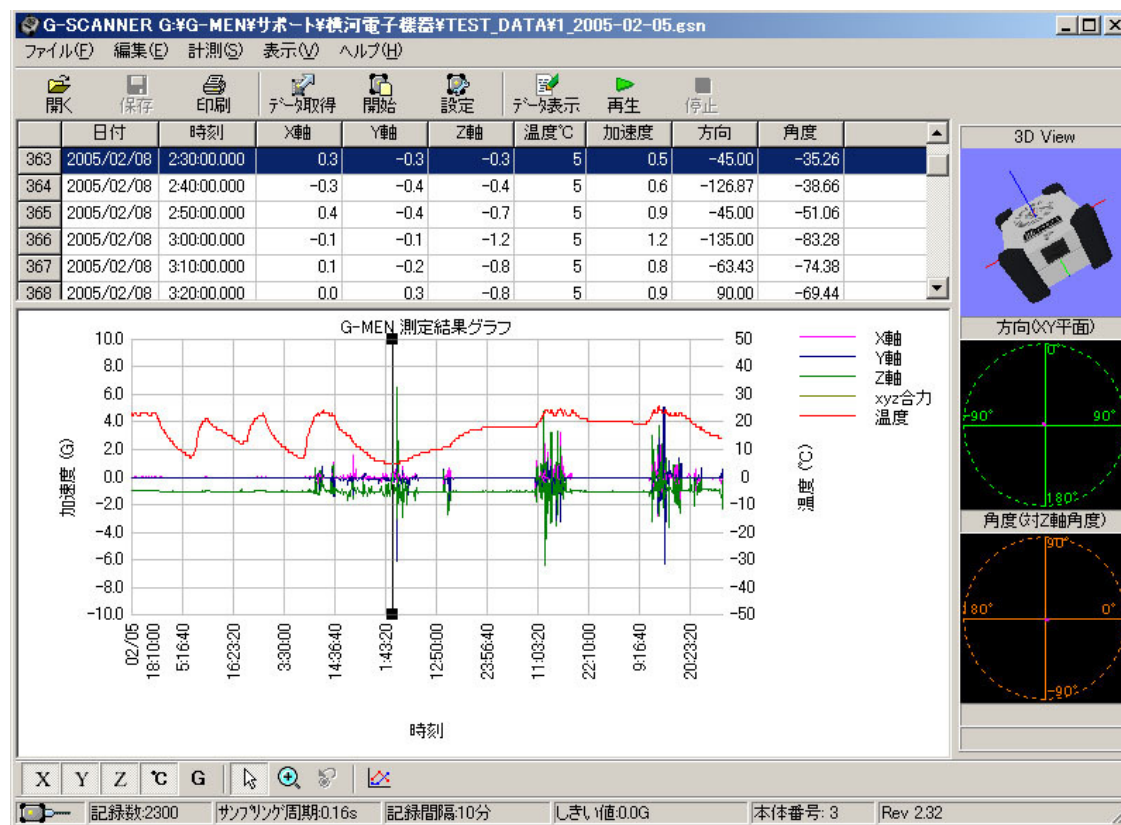 G-SCANNER G:¥G-MEN¥サポート¥横河電子機器¥TEST_DATA¥1_2005-02-05.gsn
ファイル(F) 編集(E) 計測(S) 表示(V) ヘルプ(H)
開く 保存 印刷 データ取得 開始 設定 データ表示 再生 停止
日付 時刻 X軸 Y軸 Z軸 温度℃ 加速度 方向 角度
363 2005/02/08 2:30:00.000 0.3 -0.3 -0.3 5 0.5 -45.00 -35.26
364 2005/02/08 2:40:00.000 -0.3 -0.4 -0.4 5 0.6 -126.87 -38.66
365 2005/02/08 2:50:00.000 0.4 -0.4 -0.7 5 0.9 -45.00 -51.06
366 2005/02/08 3:00:00.000 -0.1 -0.1 -1.2 5 1.2 -135.00 -83.28
367 2005/02/08 3:10:00.000 0.1 -0.2 -0.8 5 0.8 -63.43 -74.38
368 2005/02/08 3:20:00.000 0.0 0.3 -0.8 5 0.9 90.00 -69.44
3D View
G-MEN 測定結果グラフ
加速度 (G)
10.0
8.0
6.0
4.0
2.0
0.0
-2.0
-4.0
-6.0
-8.0
-10.0
50
40
30
20
10
0
-10
-20
-30
-40
-50
温度 (℃)
X軸
Y軸
Z軸
xyz合力
温度
02/05 18:10:00
5:16:40
16:23:20
3:30:00
14:36:40
1:43:20
12:50:00
23:56:40
11:03:20
22:10:00
9:16:40
20:23:20
時刻
方向(XY平面)
0°
-90° 90°
180°
角度(対Z軸角度)
90°
180° 0°
-90°
X Y Z ℃ G
記録数:2300 サンプリング周期:0.16s 記録間隔:10分 しきい値:0.0G 本体番号: 3 Rev 2.32